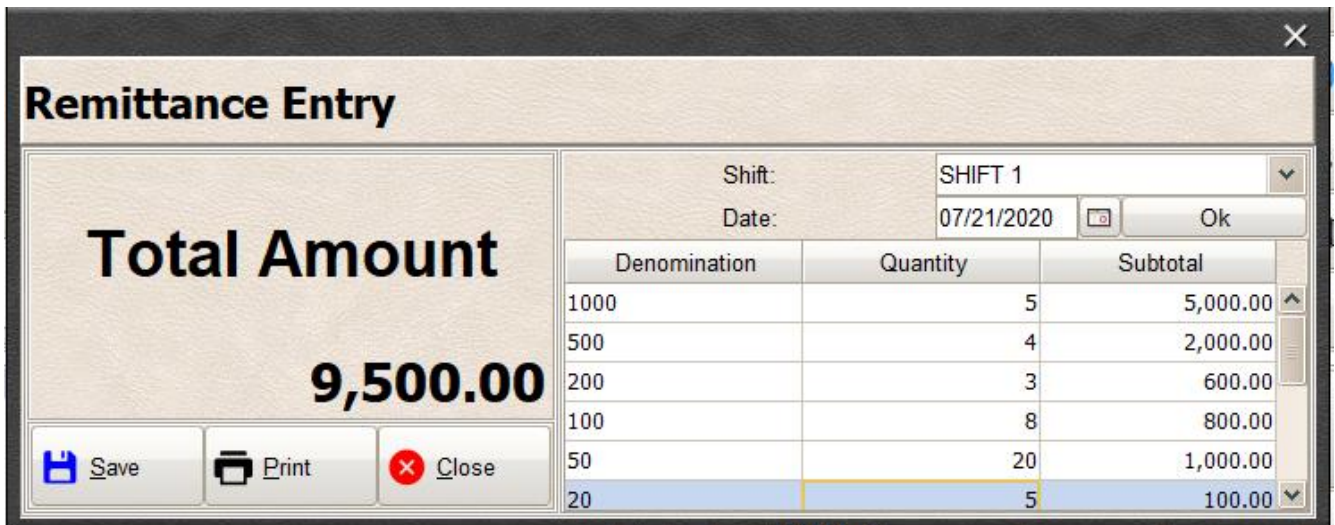 Remittance Entry
Total Amount
9,500.00
Save Print Close
Shift: SHIFT 1
Date: 07/21/2020 Ok
Denomination Quantity Subtotal
1000 5 5,000.00
500 4 2,000.00
200 3 600.00
100 8 800.00
50 20 1,000.00
20 5 100.00